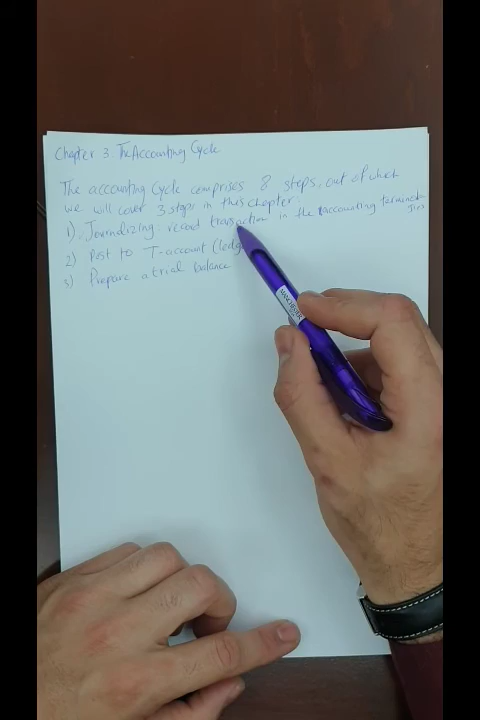 Chapter 3. The Accounting Cycle
The accounting cycle comprises 8 steps, out of which
we will cover 3 steps in this chapter.
1). Journalizing: record transaction in the accounting
2) Post to T-account
3) Prepare a trial balance
MANCHESTER